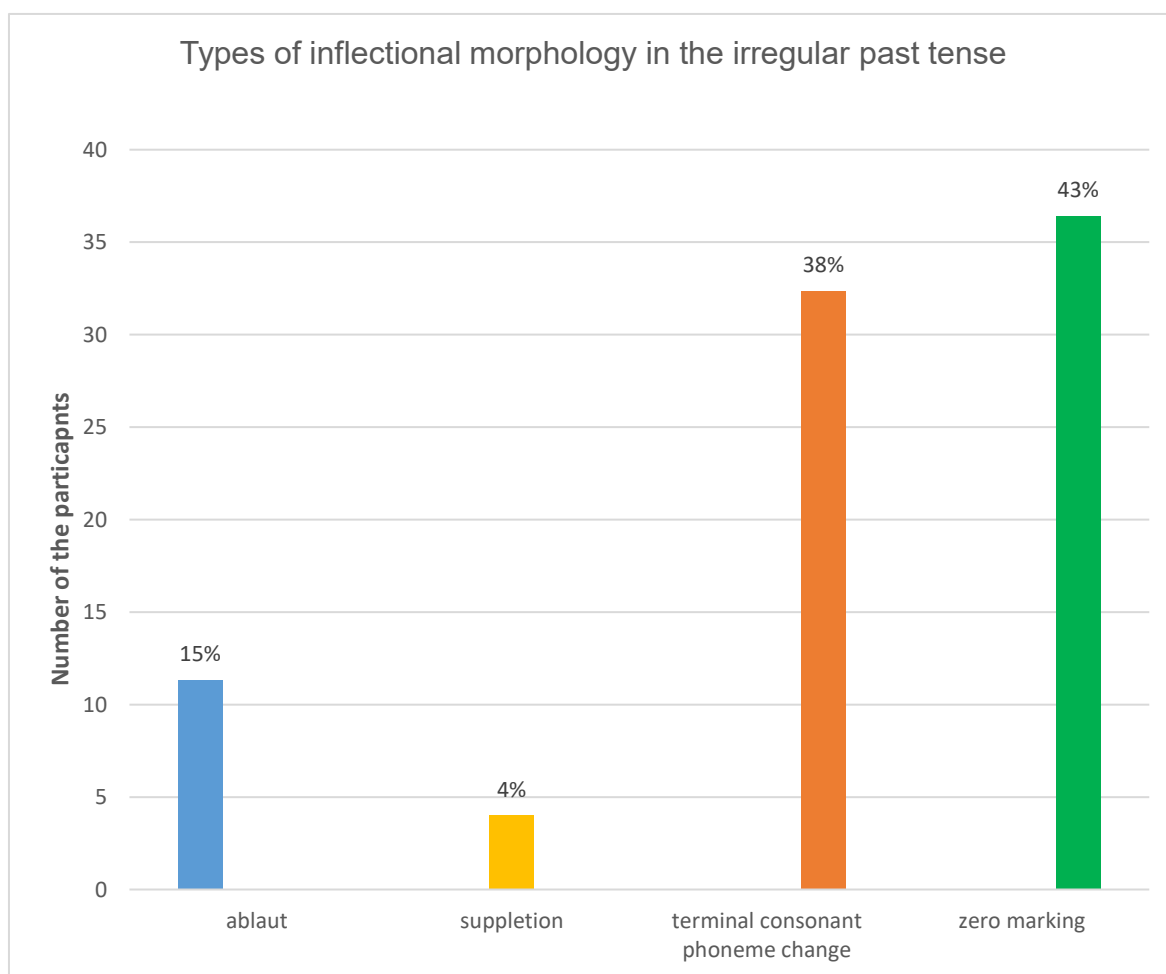 Types of inflectional morphology in the irregular past tense
Number of the particapnts
40
35
30
25
20
15
10
5
0
15%
4%
38%
43%
ablaut
suppletion
terminal consonant
phoneme change
zero marking